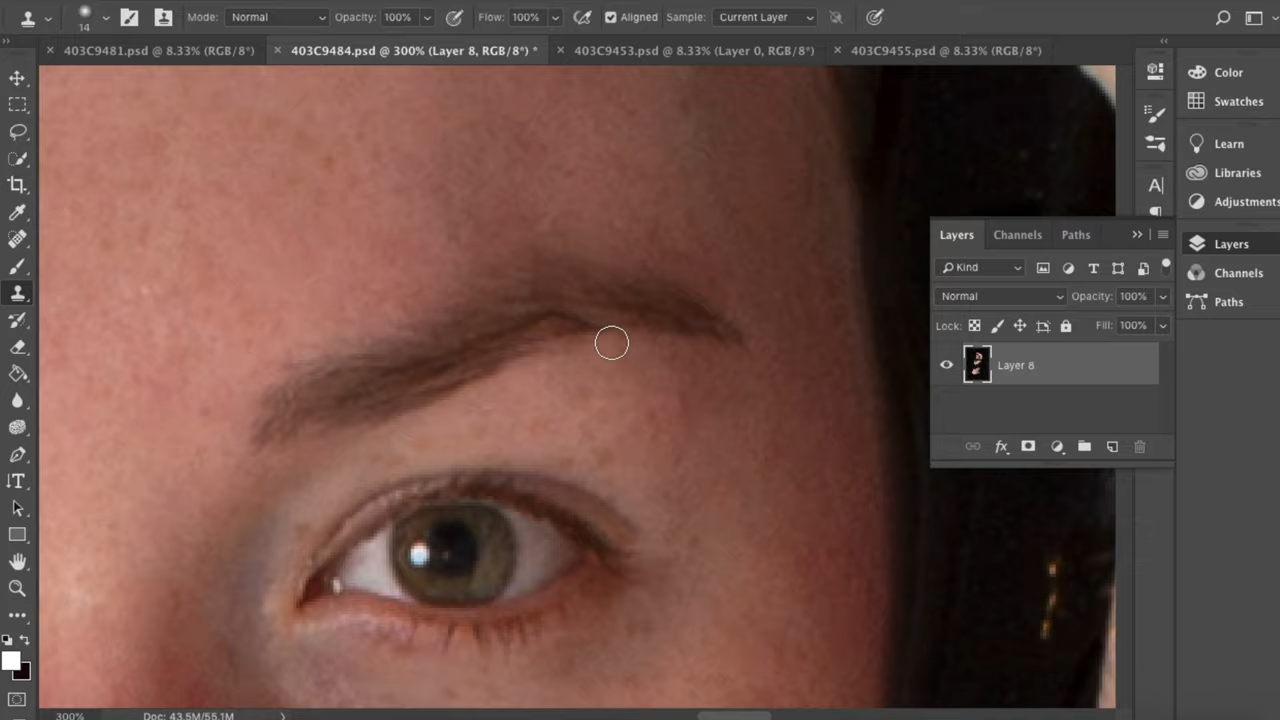 14 Mode: Normal Opacity: 100% Flow: 100% Aligned Sample: Current Layer
403C9481.psd @ 8.33% (RGB/8*) 403C9484.psd @ 300% (Layer 8, RGB/8*) * 403C9453.psd @ 8.33% (Layer 0, RGB/8*) 403C9455.psd @ 8.33% (RGB/8*)
Color
Swatches
Learn
Libraries
Adjustments
Layers
Channels
Paths
Layers Channels Paths
Kind
Normal Opacity: 100%
Lock: Fill: 100%
Layer 8
fx
300% Doc: 43.5M/55.1M